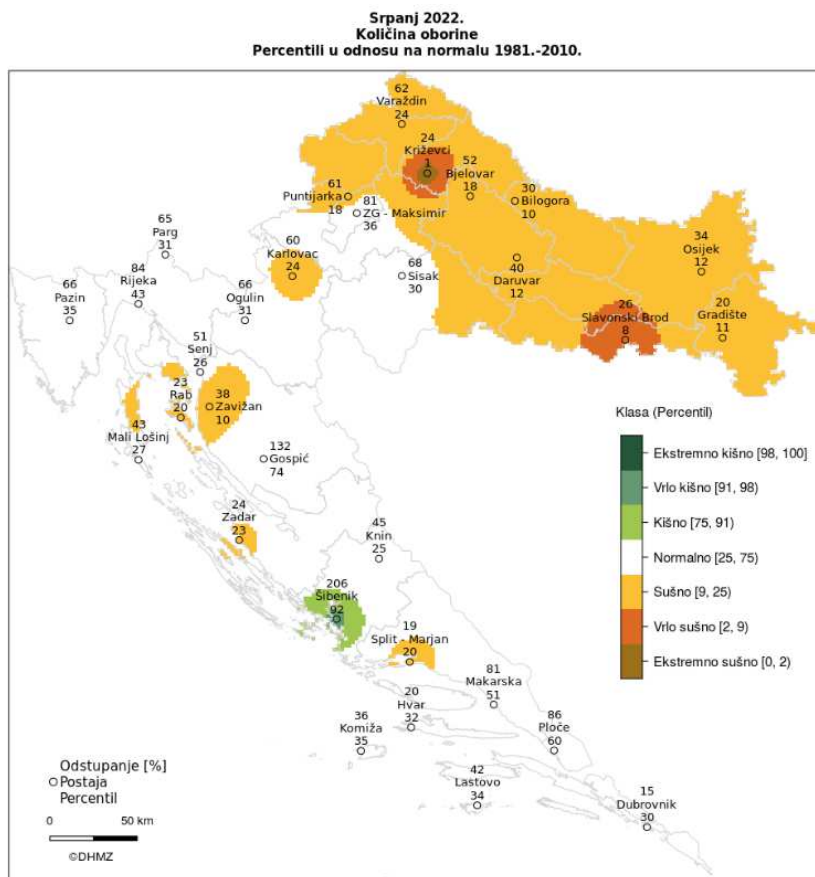 Srpanj 2022.
Količina oborine
Percentili u odnosu na normalu 1981.-2010.
62
Varaždin
24
24
Križevci
1
52
Bjelovar
18
30
Bilogora
10
61
Puntijarka
18
81
ZG - Maksimir
36
65
Parg
31
60
Karlovac
24
68
Sisak
30
40
Daruvar
12
34
Osijek
12
66
Pazin
35
84
Rijeka
43
66
Ogulin
31
26
Slavonski Brod
8
20
Gradište
11
51
Senj
26
23
Rab
20
38
Zavižan
10
43
Mali Lošinj
27
132
Gospić
74
24
Zadar
23
45
Knin
25
206
Šibenik
92
19
Split - Marjan
20
81
Makarska
51
20
Hvar
32
36
Komiža
35
86
Ploče
60
42
Lastovo
34
15
Dubrovnik
30
Klasa (Percentil)
Ekstremno kišno [98, 100]
Vrlo kišno [91, 98)
Kišno [75, 91)
Normalno [25, 75)
Sušno [9, 25)
Vrlo sušno [2, 9)
Ekstremno sušno [0, 2)
Odstupanje [%]
Postaja
Percentil
0 50 km
©DHMZ